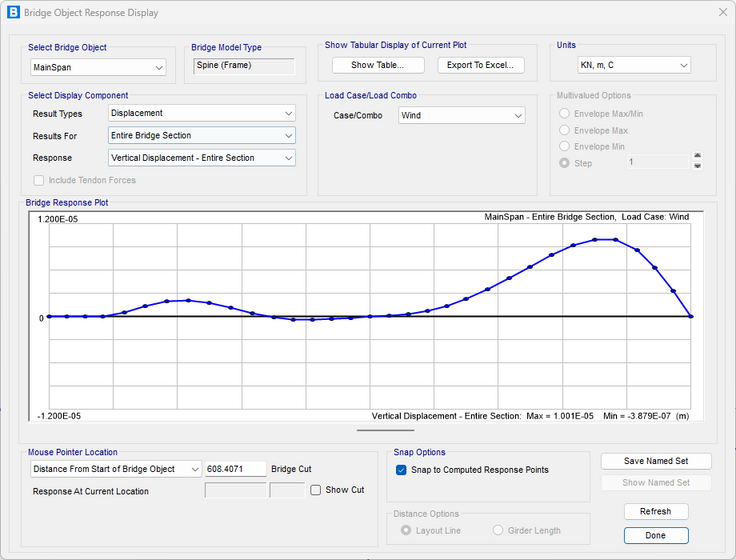 Bridge Object Response Display
Select Bridge Object
MainSpan
Bridge Model Type
Spine (Frame)
Show Tabular Display of Current Plot
Show Table...
Export To Excel...
Units
KN, m, C
Select Display Component
Result Types
Displacement
Results For
Entire Bridge Section
Response
Vertical Displacement - Entire Section
Include Tendon Forces
Load Case/Load Combo
Case/Combo
Wind
Multivalued Options
Envelope Max/Min
Envelope Max
Envelope Min
Step
1
Bridge Response Plot
1.200E-05
MainSpan - Entire Bridge Section, Load Case: Wind
0
-1.200E-05
Vertical Displacement - Entire Section: Max = 1.001E-05 Min = -3.879E-07 (m)
Mouse Pointer Location
Distance From Start of Bridge Object
608.4071
Bridge Cut
Response At Current Location
Show Cut
Snap Options
Snap to Computed Response Points
Distance Options
Layout Line
Girder Length
Save Named Set
Show Named Set
Refresh
Done